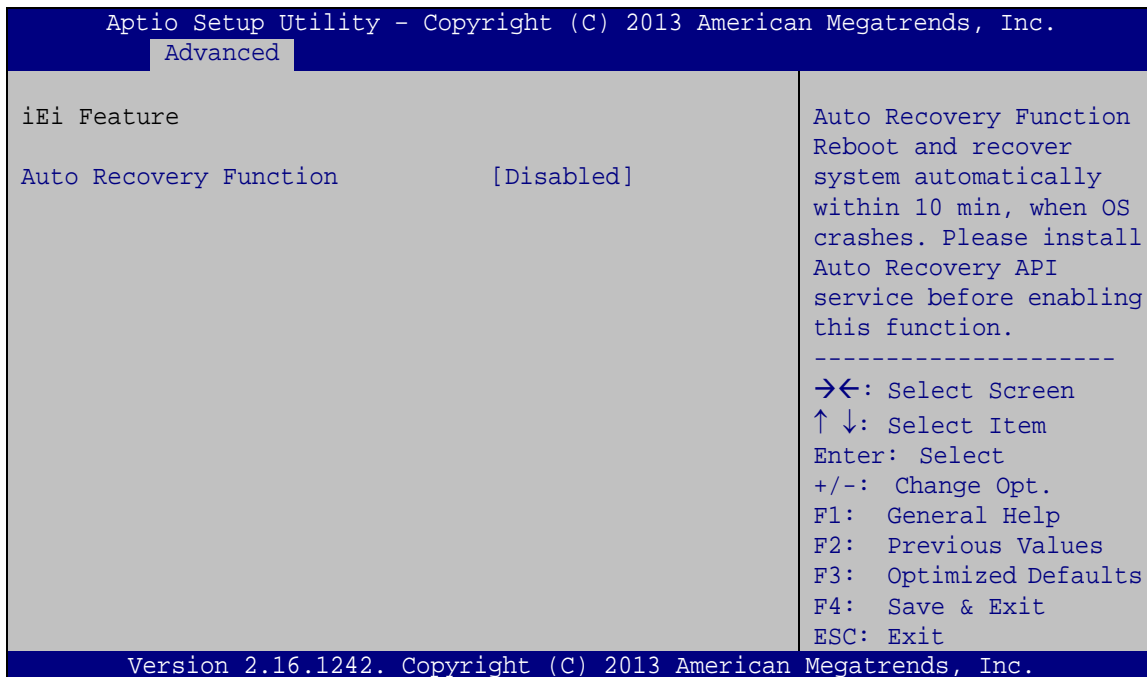 Aptio Setup Utility – Copyright (C) 2013 American Megatrends, Inc.
Advanced
iEi Feature
Auto Recovery Function [Disabled]
Auto Recovery Function
Reboot and recover
system automatically
within 10 min, when OS
crashes. Please install
Auto Recovery API
service before enabling
this function.
---------------------
→←: Select Screen
↑ ↓: Select Item
Enter: Select
+/-: Change Opt.
F1: General Help
F2: Previous Values
F3: Optimized Defaults
F4: Save & Exit
ESC: Exit
Version 2.16.1242. Copyright (C) 2013 American Megatrends, Inc.